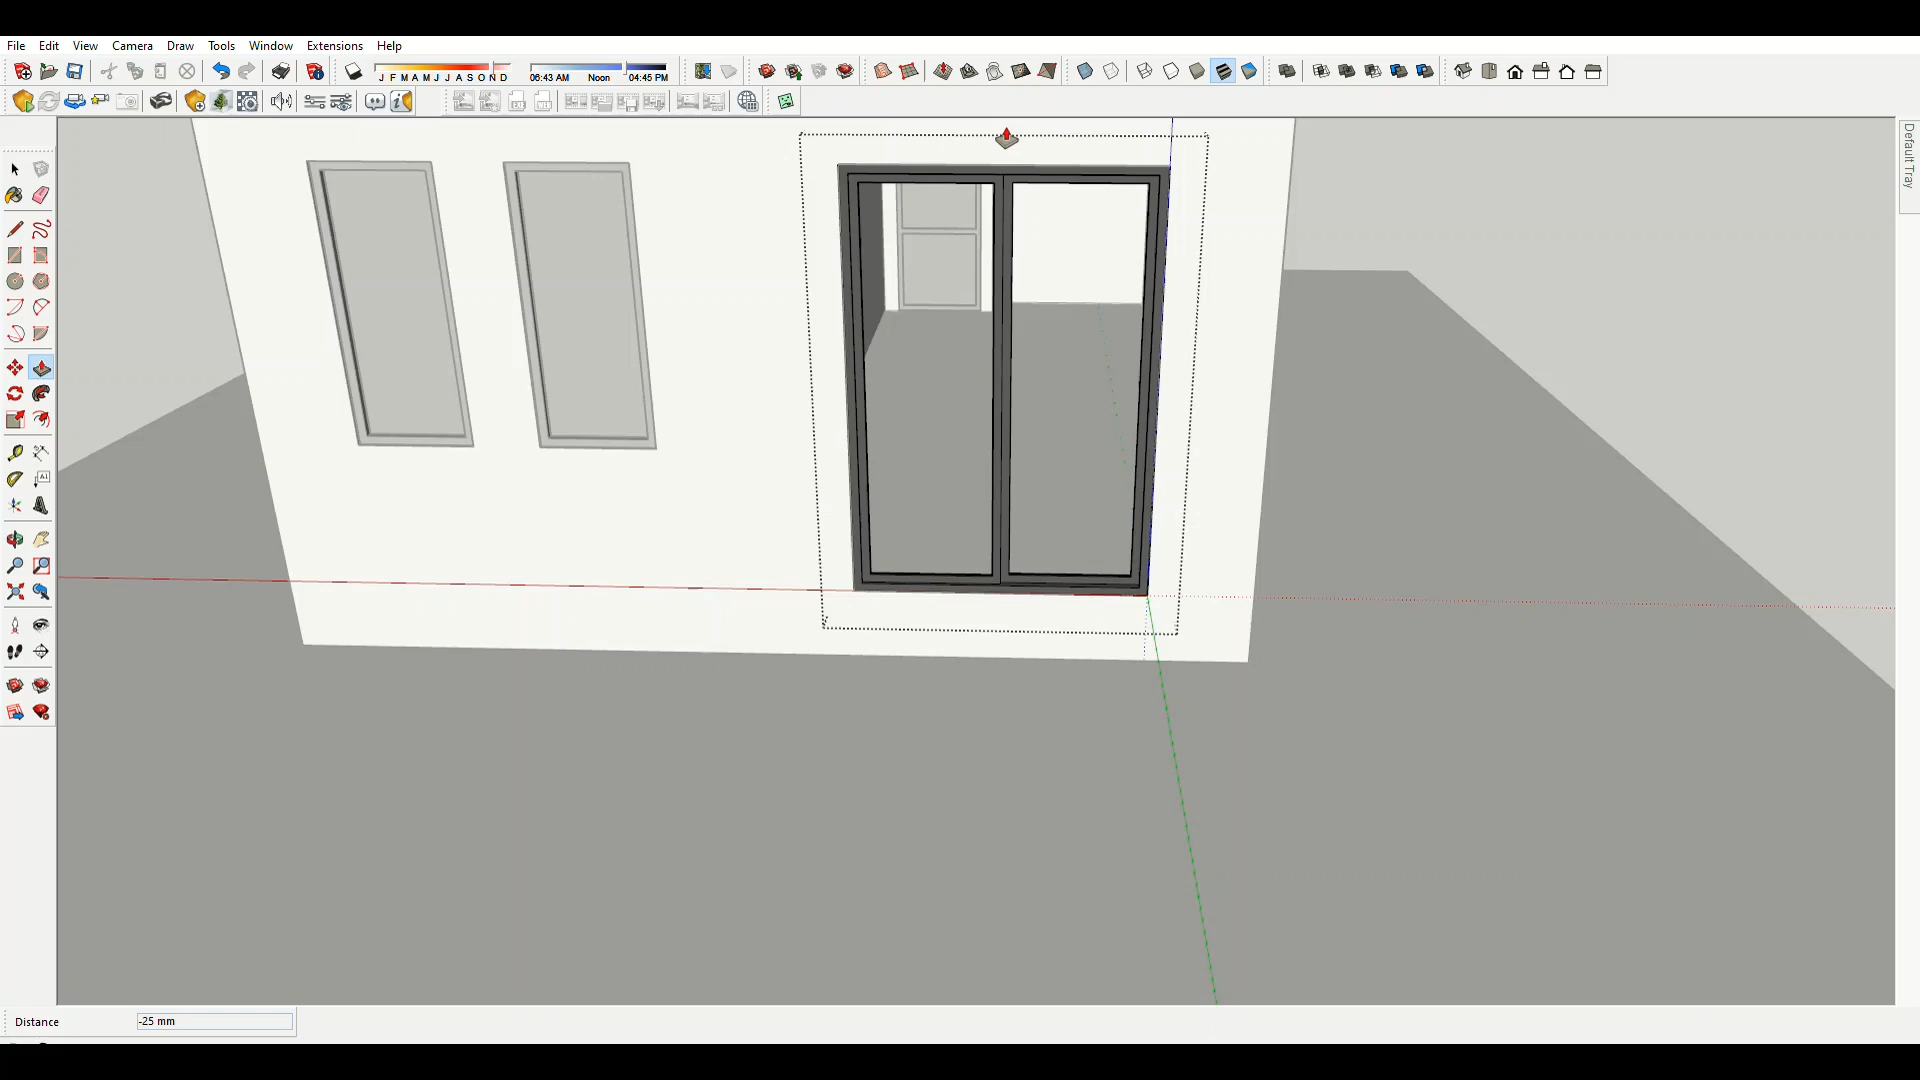 File Edit View Camera Draw Tools Window Extensions Help
J F M A M J J A S O N D 06:43 AM Noon 04:45 PM
Default Tray
Distance -25 mm